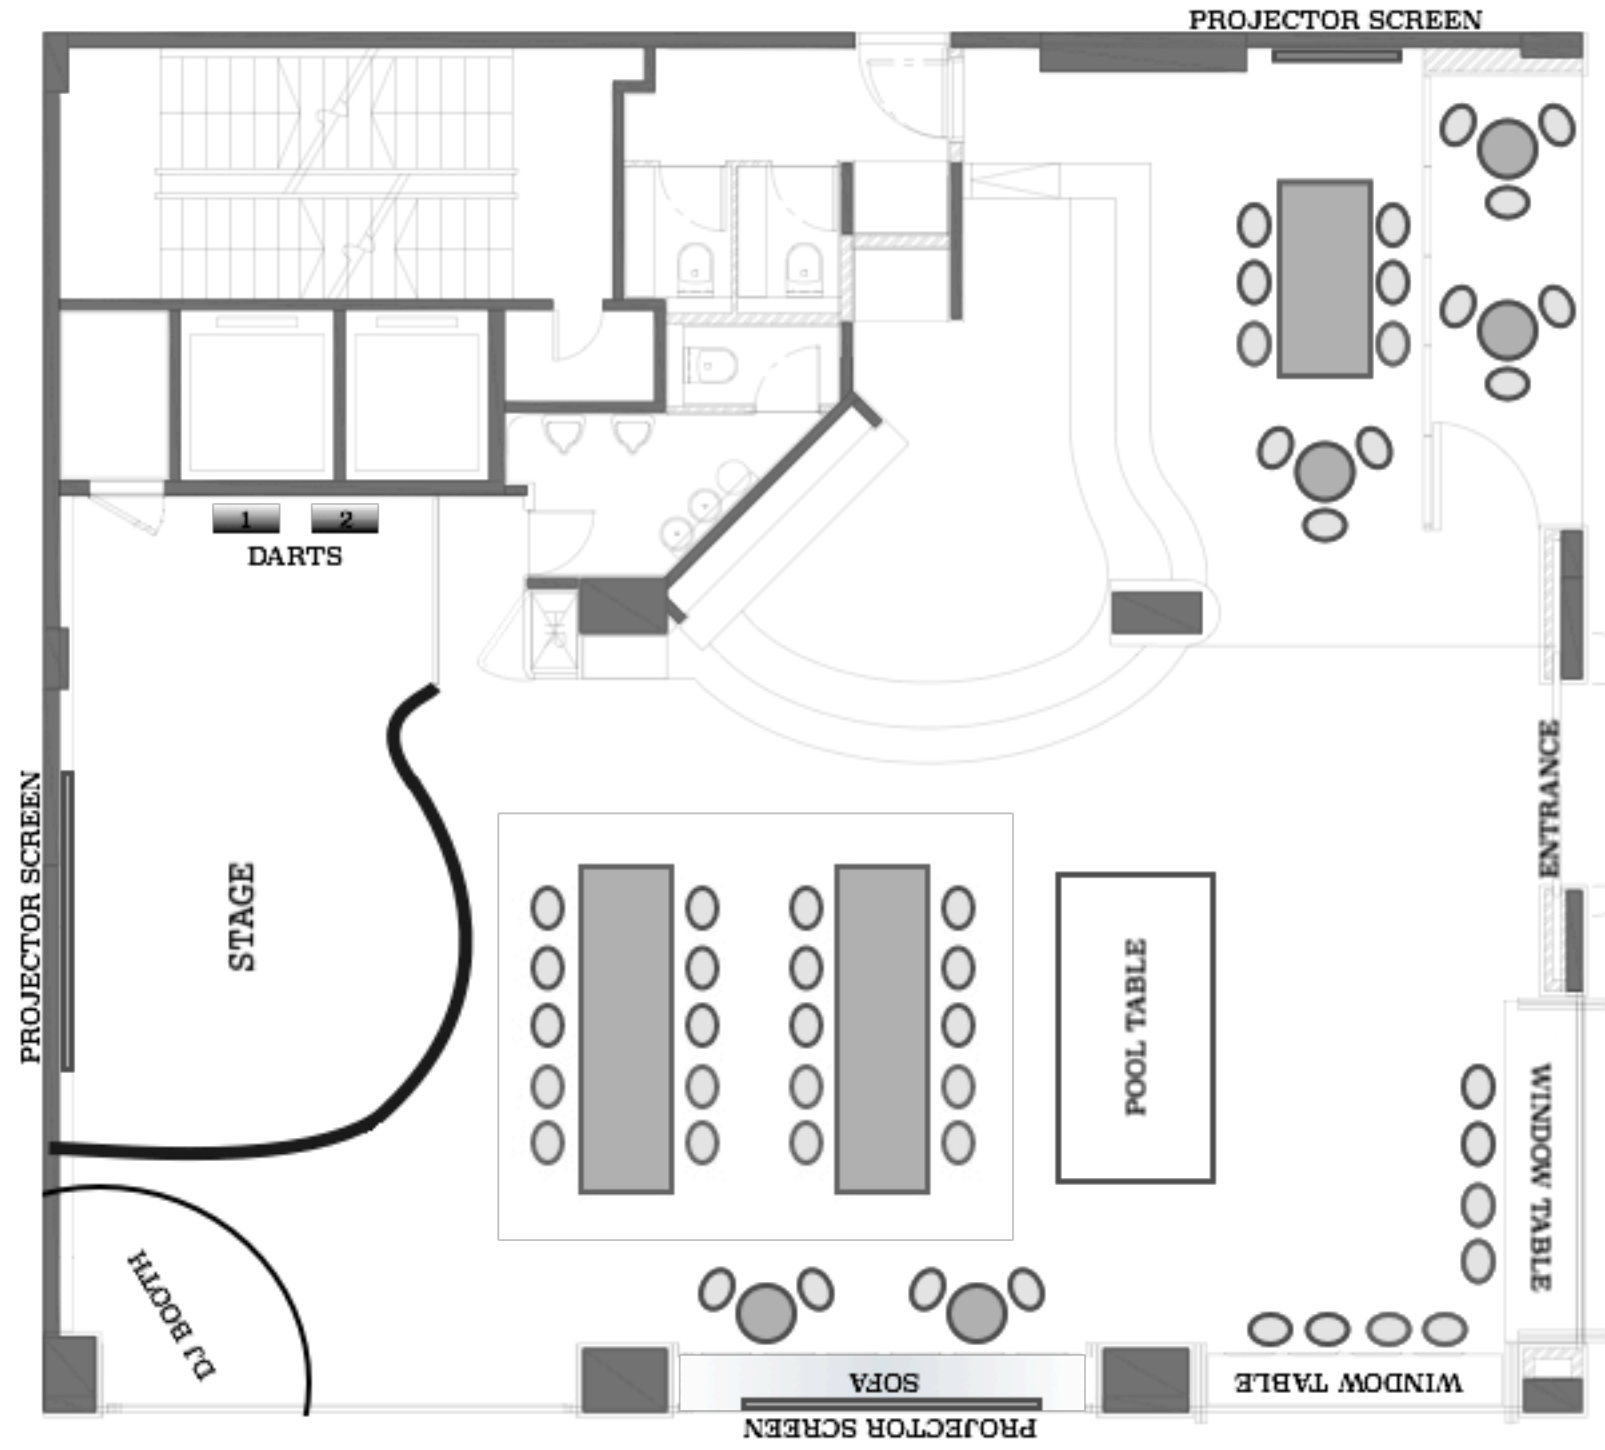 PROJECTOR SCREEN
1
2
DARTS
ENTRANCE
PROJECTOR SCREEN
STAGE
POOL TABLE
WINDOW TABLE
DJ BOOTH
SOFA
WINDOW TABLE
PROJECTOR SCREEN